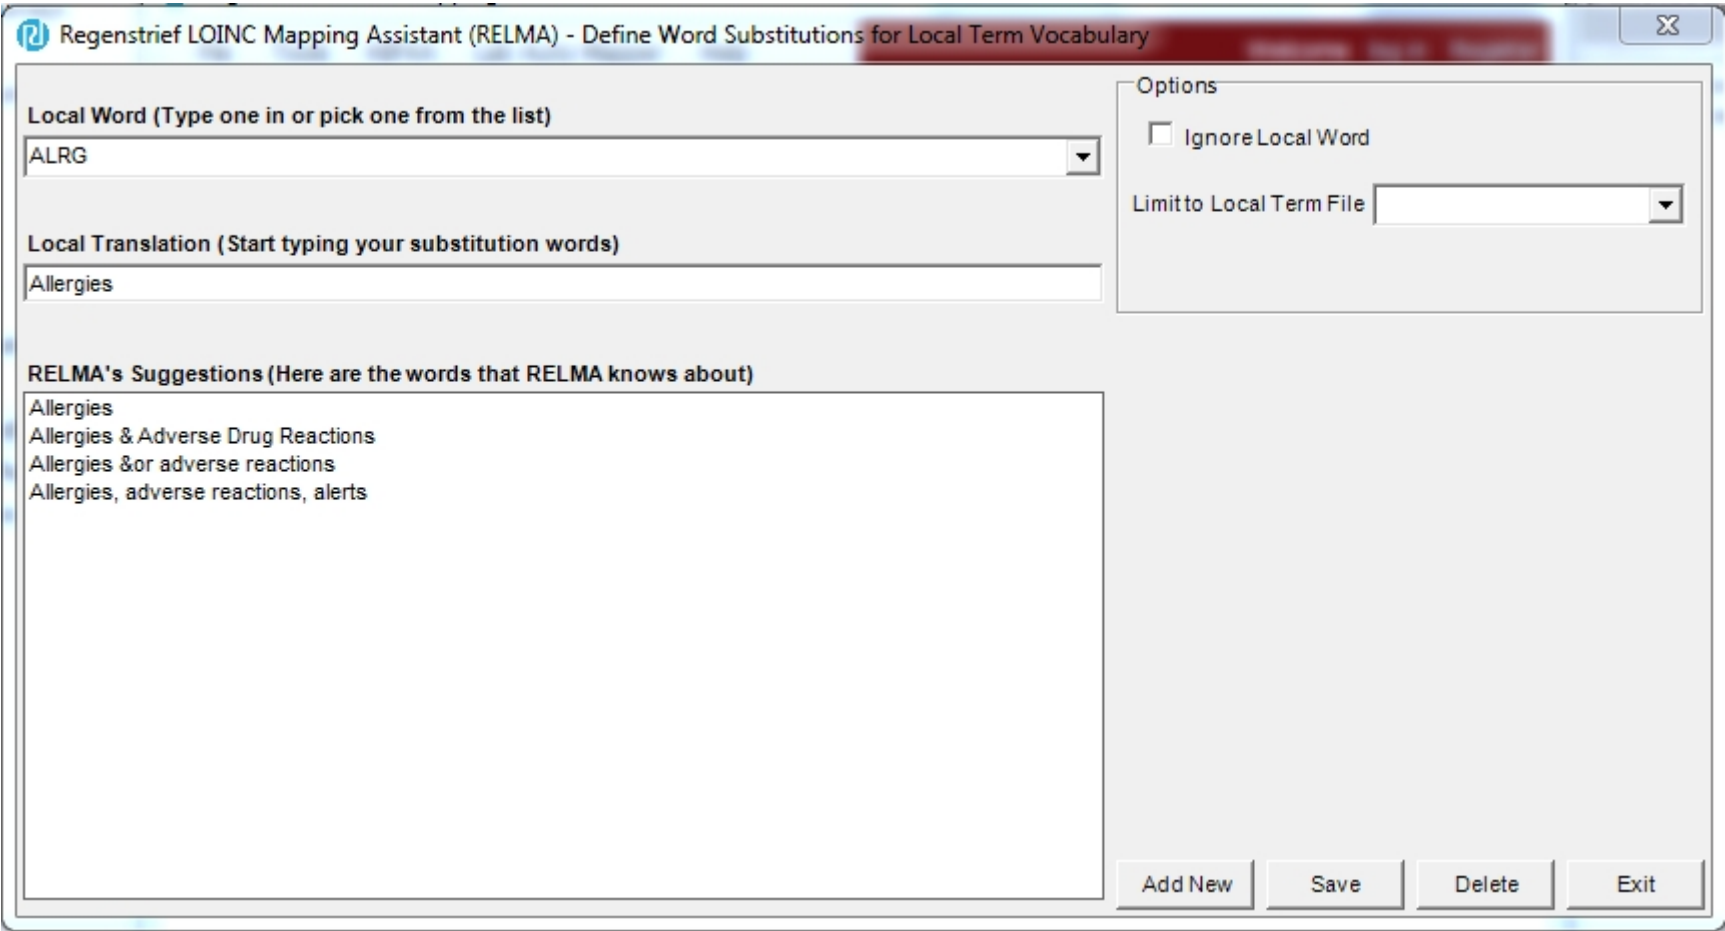 Regenstrief LOINC Mapping Assistant (RELMA) - Define Word Substitutions for Local Term Vocabulary
Local Word (Type one in or pick one from the list)
ALRG
Local Translation (Start typing your substitution words)
Allergies
RELMA's Suggestions (Here are the words that RELMA knows about)
Allergies
Allergies & Adverse Drug Reactions
Allergies &or adverse reactions
Allergies, adverse reactions, alerts
Options
Ignore Local Word
Limit to Local Term File
Add New
Save
Delete
Exit